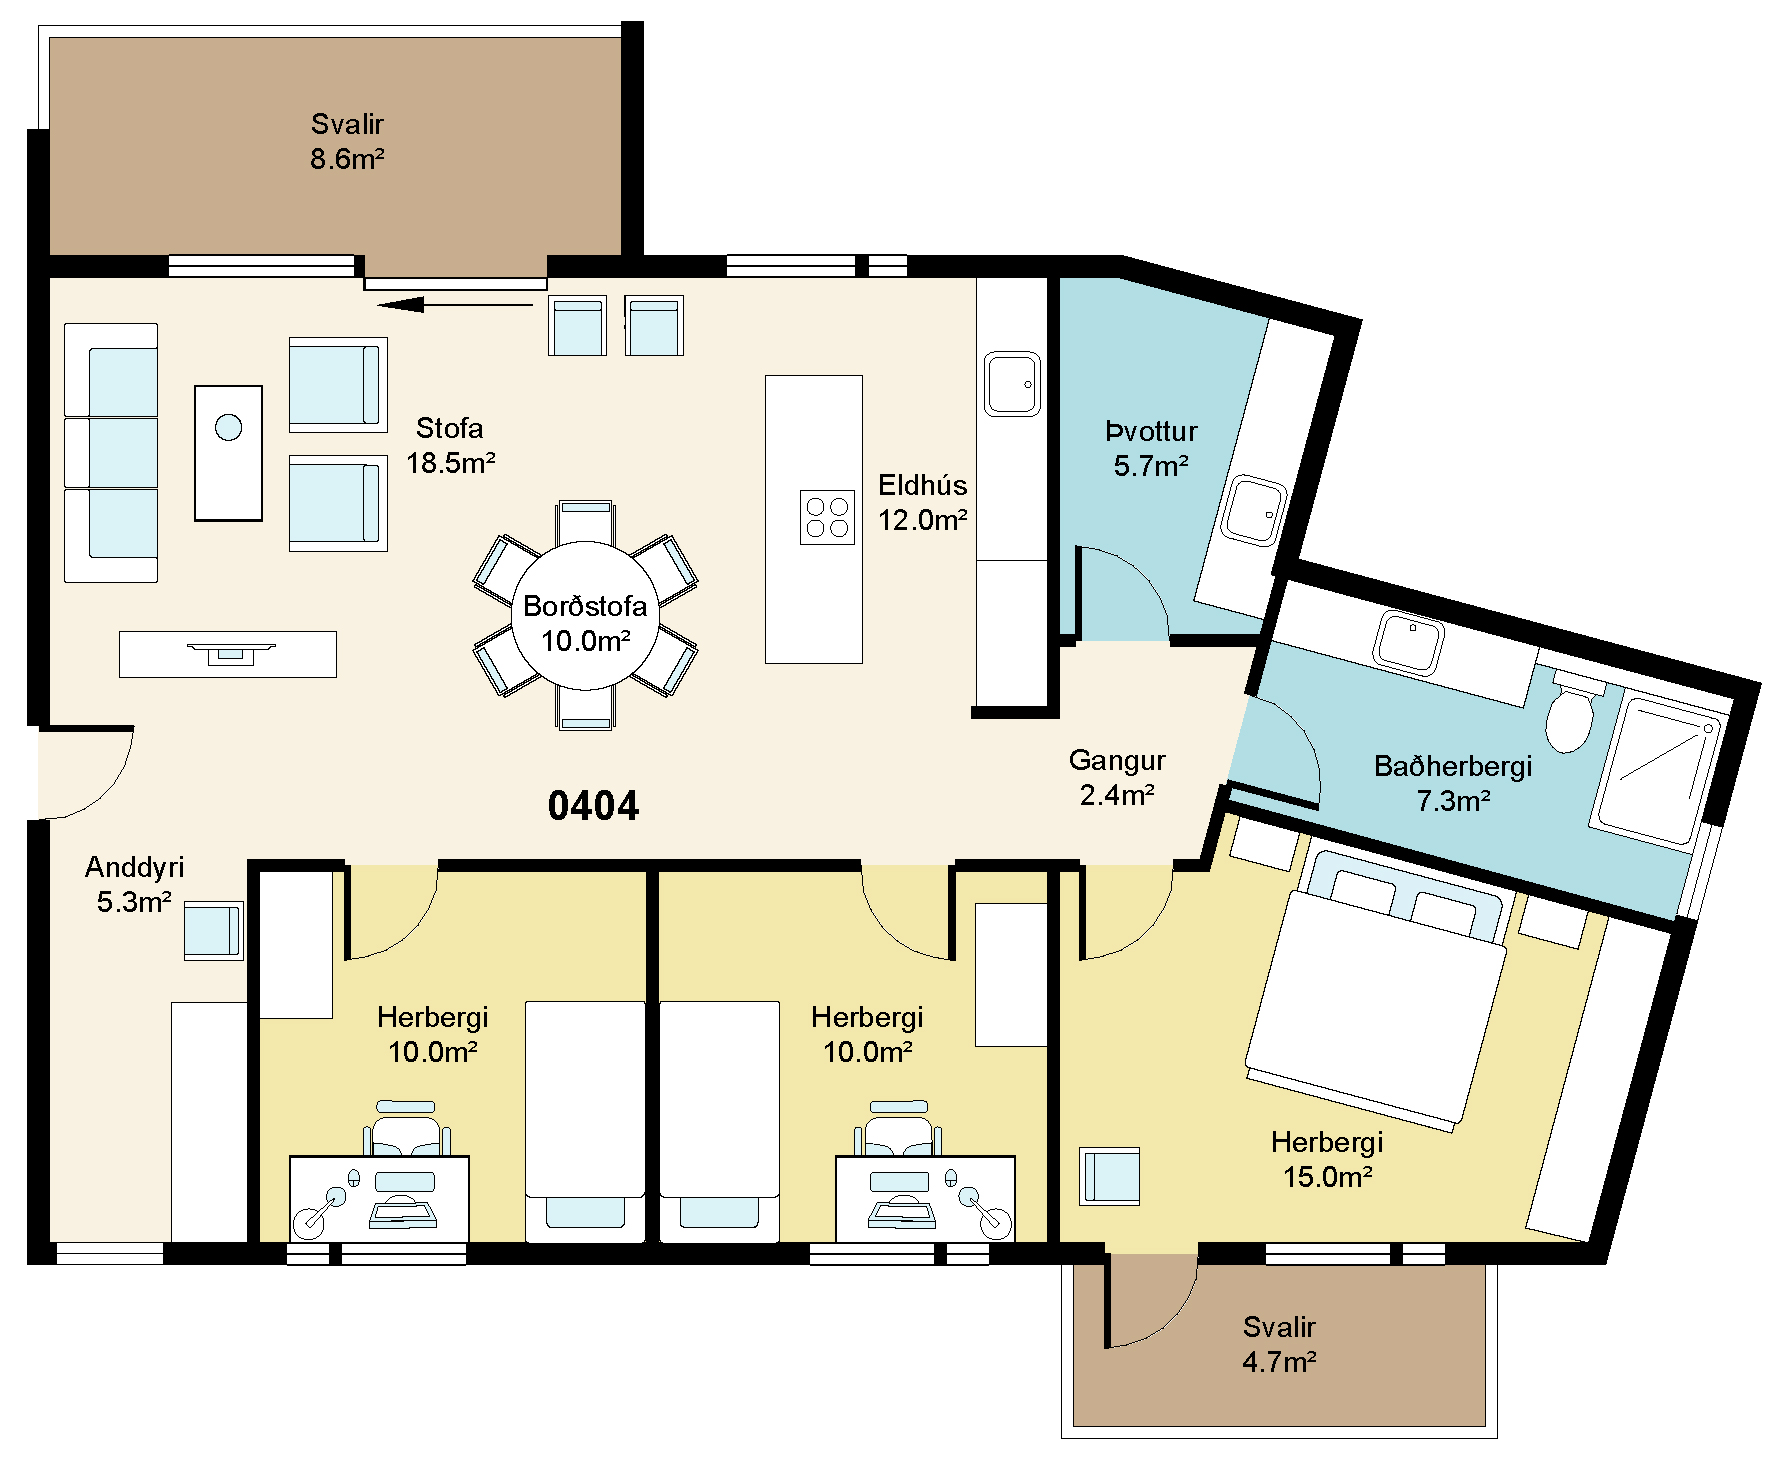 Svalir
8.6m²
Stofa
18.5m²
Þvottur
5.7m²
Eldhús
12.0m²
Borðstofa
10.0m²
Gangur
2.4m²
Baðherbergi
7.3m²
0404
Anddyri
5.3m²
Herbergi
10.0m²
Herbergi
10.0m²
Herbergi
15.0m²
Svalir
4.7m²